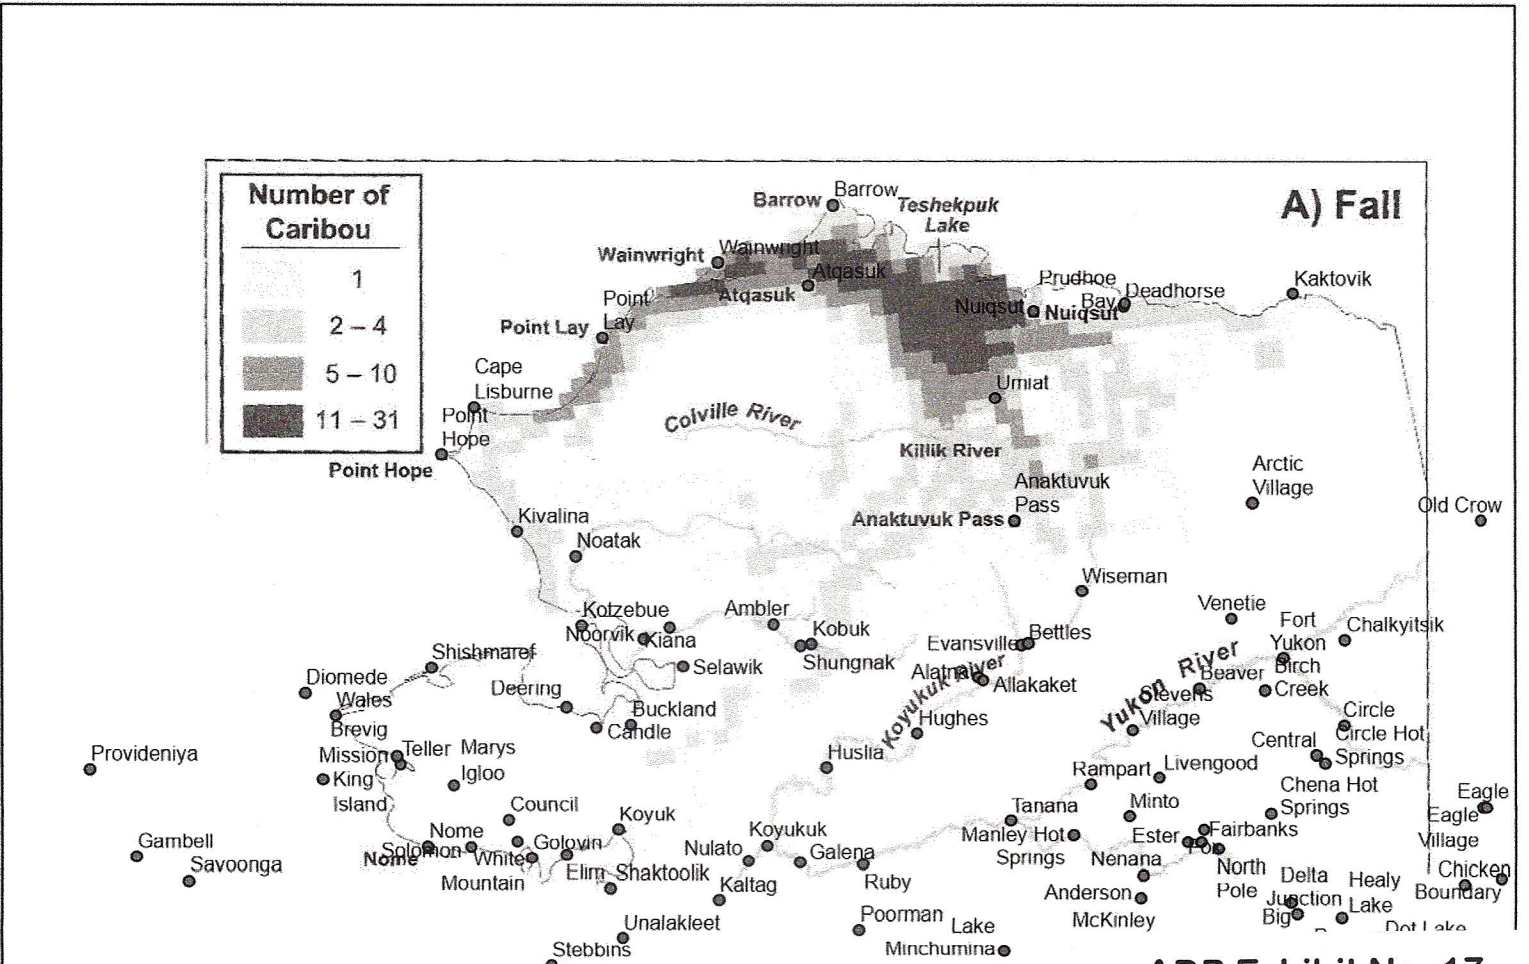 Number of
Caribou
1
2 – 4
5 – 10
11 – 31
A) Fall
Barrow
Barrow
Teshekpuk
Lake
Wainwright
Wainwright
Atqasuk
Atqasuk
Point
Lay
Point Lay
Prudhoe
Bay
Deadhorse
Kaktovik
Nuiqsut
Nuiqsut
Cape
Lisburne
Point
Hope
Point Hope
Umiat
Colville River
Killik River
Anaktuvuk
Pass
Anaktuvuk Pass
Arctic
Village
Old Crow
Kivalina
Noatak
Wiseman
Kotzebue
Noorvik
Kiana
Ambler
Kobuk
Shungnak
Selawik
Evansville
Bettles
Venetie
Fort
Yukon
Chalkyitsik
Shishmaref
Deering
Buckland
Candle
Alatna
Allakaket
Koyukuk River
Hughes
Huslia
Yukon River
Stevens
Village
Beaver
Birch
Creek
Diomede
Wales
Brevig
Mission
Teller
Marys
Igloo
King
Island
Provideniya
Circle
Circle Hot
Springs
Central
Rampart
Livengood
Chena Hot
Springs
Eagle
Eagle
Village
Council
Koyuk
Tanana
Minto
Manley Hot
Springs
Ester
Fairbanks
Fox
North
Pole
Nome
Nome
Solomon
White
Mountain
Golovin
Elim
Shaktoolik
Nulato
Koyukuk
Galena
Kaltag
Ruby
Nenana
Anderson
McKinley
Delta
Junction
Big
Healy
Lake
Dot Lake
Chicken
Boundary
Gambell
Savoonga
Unalakleet
Stebbins
Poorman
Lake
Minchumina